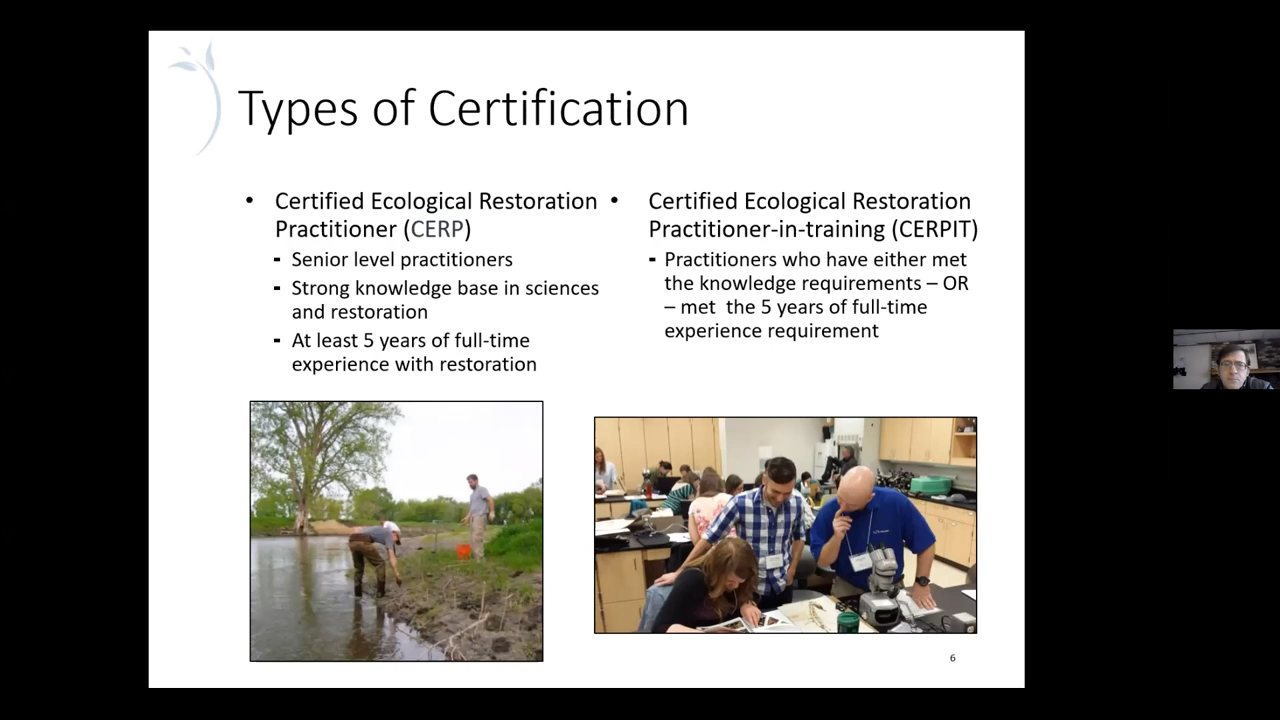 Types of Certification
• Certified Ecological Restoration
Practitioner (CERP)
- Senior level practitioners
- Strong knowledge base in sciences
and restoration
- At least 5 years of full-time
experience with restoration
• Certified Ecological Restoration
Practitioner-in-training (CERPIT)
- Practitioners who have either met
the knowledge requirements – OR
– met  the 5 years of full-time
experience requirement
6